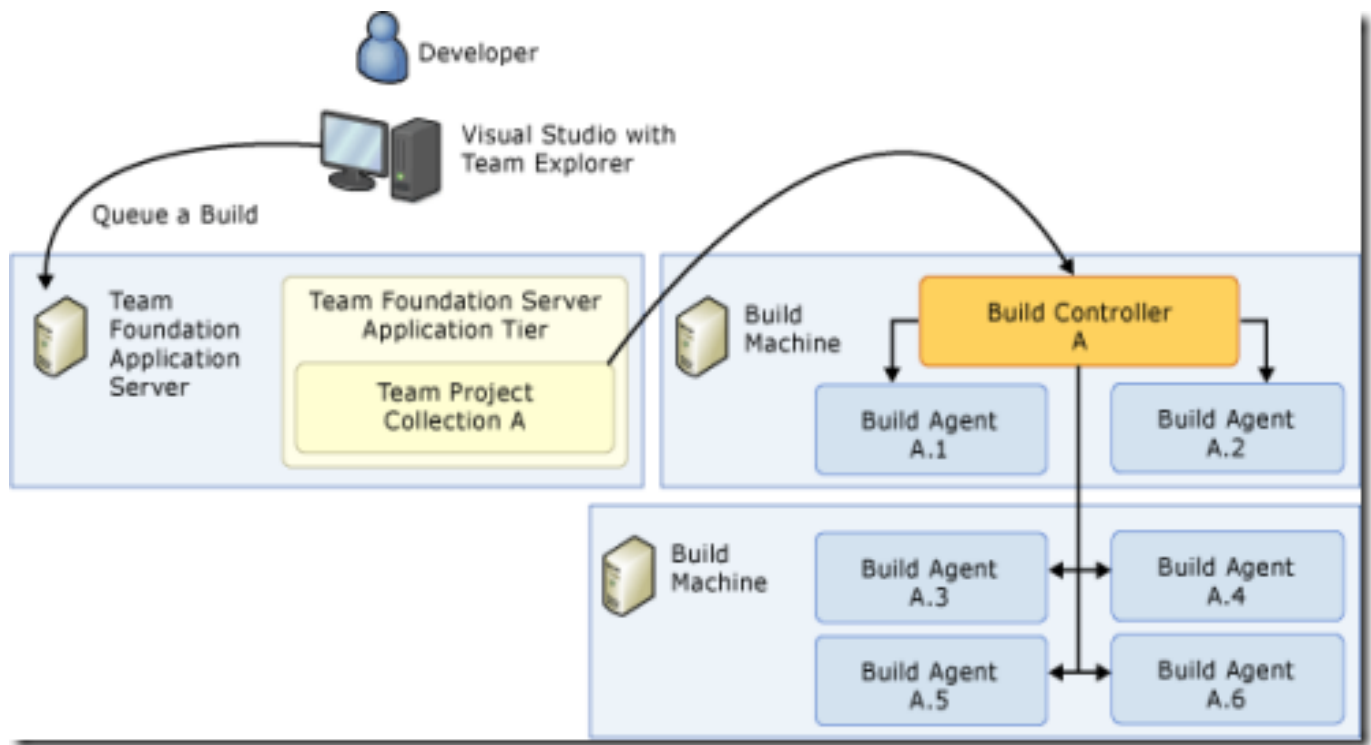 Developer
Visual Studio with
Team Explorer
Queue a Build
Team
Foundation
Application
Server
Team Foundation Server
Application Tier
Team Project
Collection A
Build
Machine
Build Controller
A
Build Agent
A.1
Build Agent
A.2
Build
Machine
Build Agent
A.3
Build Agent
A.4
Build Agent
A.5
Build Agent
A.6